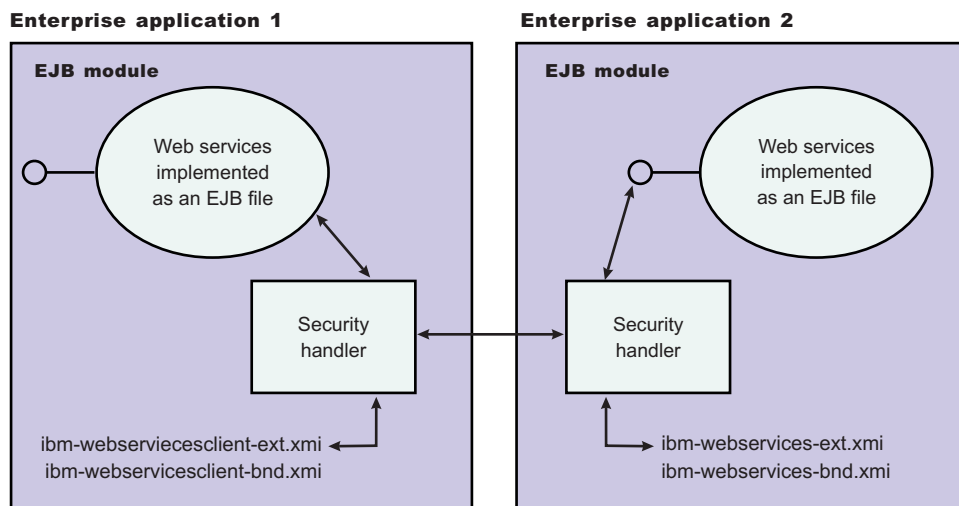 Enterprise application 1
EJB module
Web services
implemented
as an EJB file
Security
handler
ibm-webserviecesclient-ext.xmi
ibm-webservicesclient-bnd.xmi
Enterprise application 2
EJB module
Web services
implemented
as an EJB file
Security
handler
ibm-webservices-ext.xmi
ibm-webservices-bnd.xmi